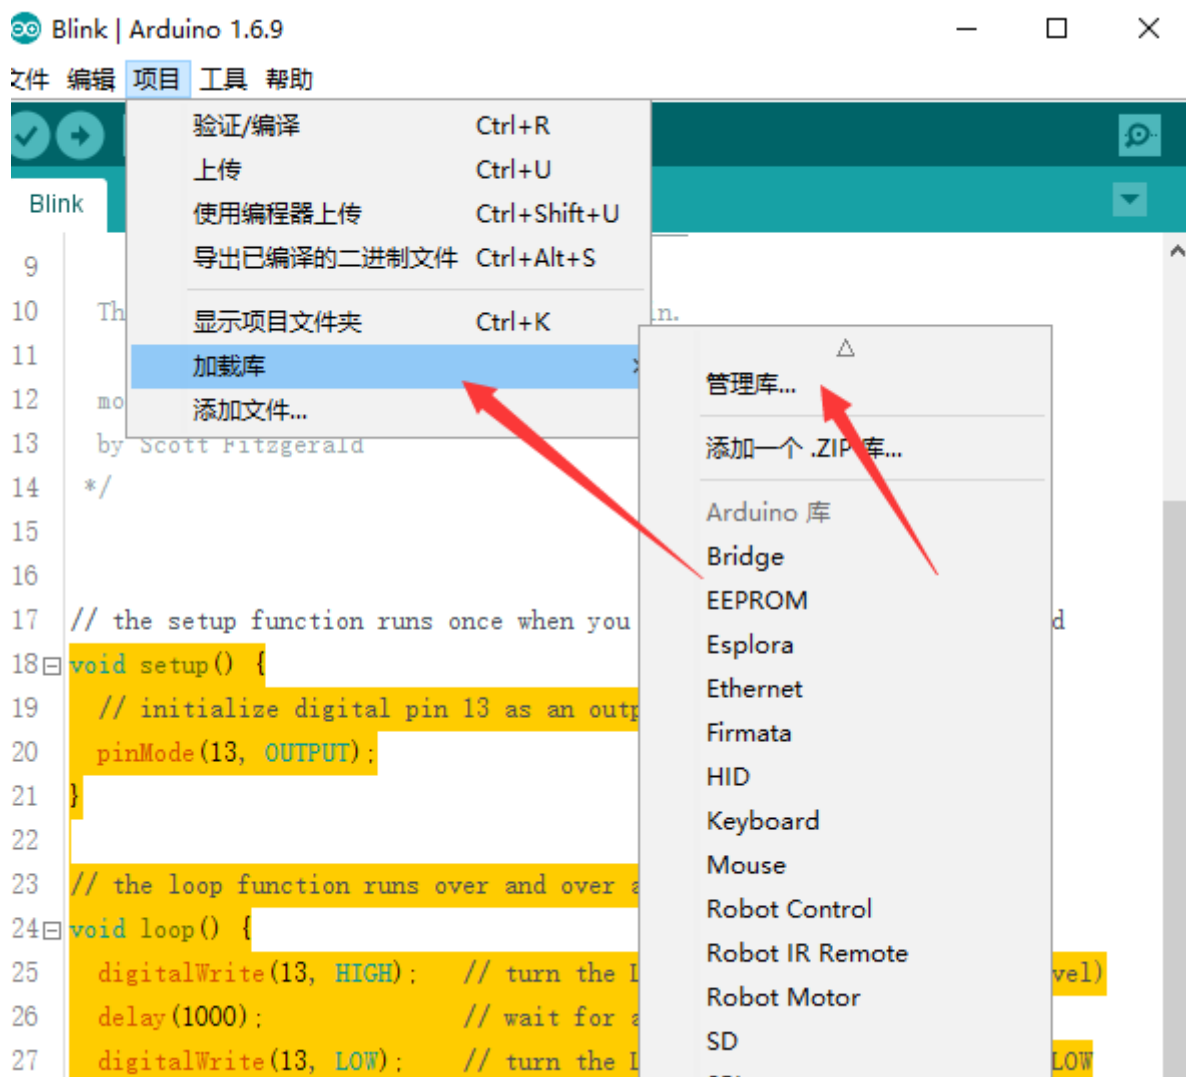 Blink | Arduino 1.6.9
文件 编辑 项目 工具 帮助
验证/编译 Ctrl+R
上传 Ctrl+U
使用编程器上传 Ctrl+Shift+U
导出已编译的二进制文件 Ctrl+Alt+S
显示项目文件夹 Ctrl+K
加载库
添加文件...
管理库...
添加一个 .ZIP 库...
Arduino 库
Bridge
EEPROM
Esplora
Ethernet
Firmata
HID
Keyboard
Mouse
Robot Control
Robot IR Remote
Robot Motor
SD
Blink
9
10 Th in.
11
12 mo
13 by Scott Fitzgerald
14 */
15
16
17 // the setup function runs once when you d
18 void setup() {
19 // initialize digital pin 13 as an outp
20 pinMode(13, OUTPUT);
21 }
22
23 // the loop function runs over and over a
24 void loop() {
25 digitalWrite(13, HIGH); // turn the L vel)
26 delay(1000); // wait for a
27 digitalWrite(13, LOW); // turn the L LOW